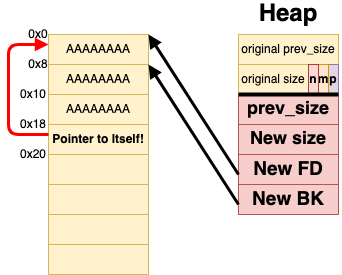 Heap
0x0
AAAAAAAA
0x8
AAAAAAAA
0x10
AAAAAAAA
0x18
Pointer to Itself!
0x20
original prev_size
original size n m p
prev_size
New size
New FD
New BK